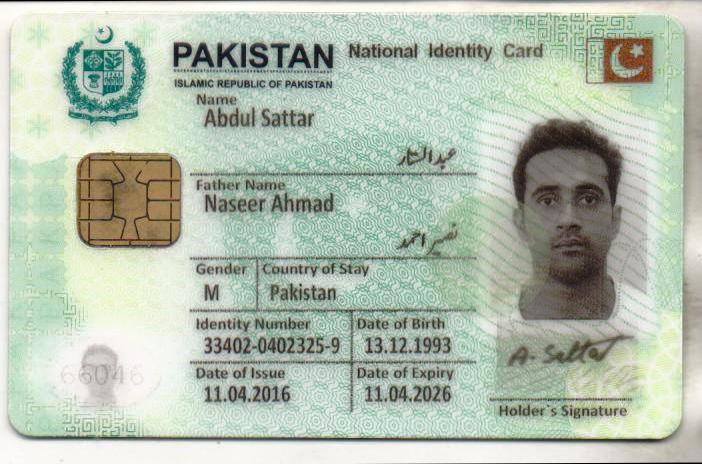 PAKISTAN National Identity Card
ISLAMIC REPUBLIC OF PAKISTAN
Name
Abdul Sattar
عبدالستار
Father Name
Naseer Ahmad
نصیر احمد
Gender Country of Stay
M Pakistan
Identity Number Date of Birth
33402-0402325-9 13.12.1993
Date of Issue Date of Expiry
11.04.2016 11.04.2026
66046
A. Sattar
Holder's Signature